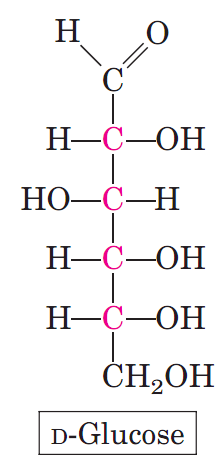 H O
C
H—C—OH
HO—C—H
H—C—OH
H—C—OH
CH₂OH
D-Glucose